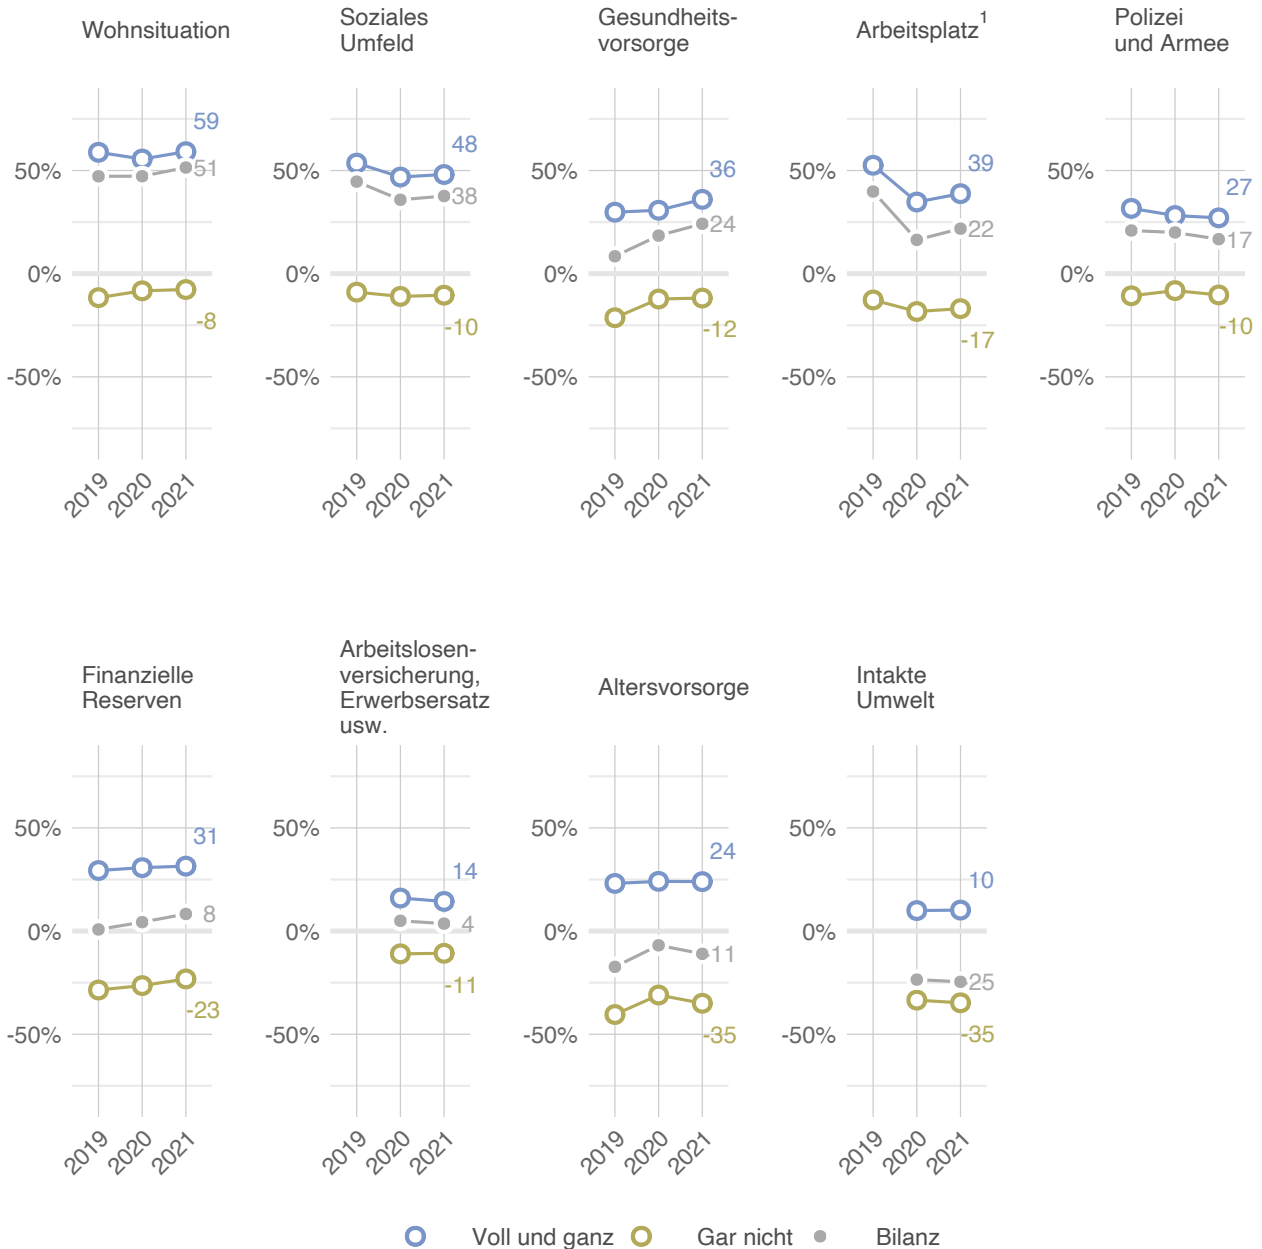 Wohnsituation
Soziales
Umfeld
Gesundheits-
vorsorge
Arbeitsplatz¹
Polizei
und Armee
59
51
-8
50%
0%
-50%
2019 2020 2021
48
38
-10
50%
0%
-50%
2019 2020 2021
36
24
-12
50%
0%
-50%
2019 2020 2021
39
22
-17
50%
0%
-50%
2019 2020 2021
27
17
-10
50%
0%
-50%
2019 2020 2021
Finanzielle
Reserven
Arbeitslosen-
versicherung,
Erwerbsersatz
usw.
Altersvorsorge
Intakte
Umwelt
31
8
-23
50%
0%
-50%
2019 2020 2021
14
4
-11
50%
0%
-50%
2019 2020 2021
24
-11
-35
50%
0%
-50%
2019 2020 2021
10
25
-35
50%
0%
-50%
2019 2020 2021
Voll und ganz Gar nicht Bilanz